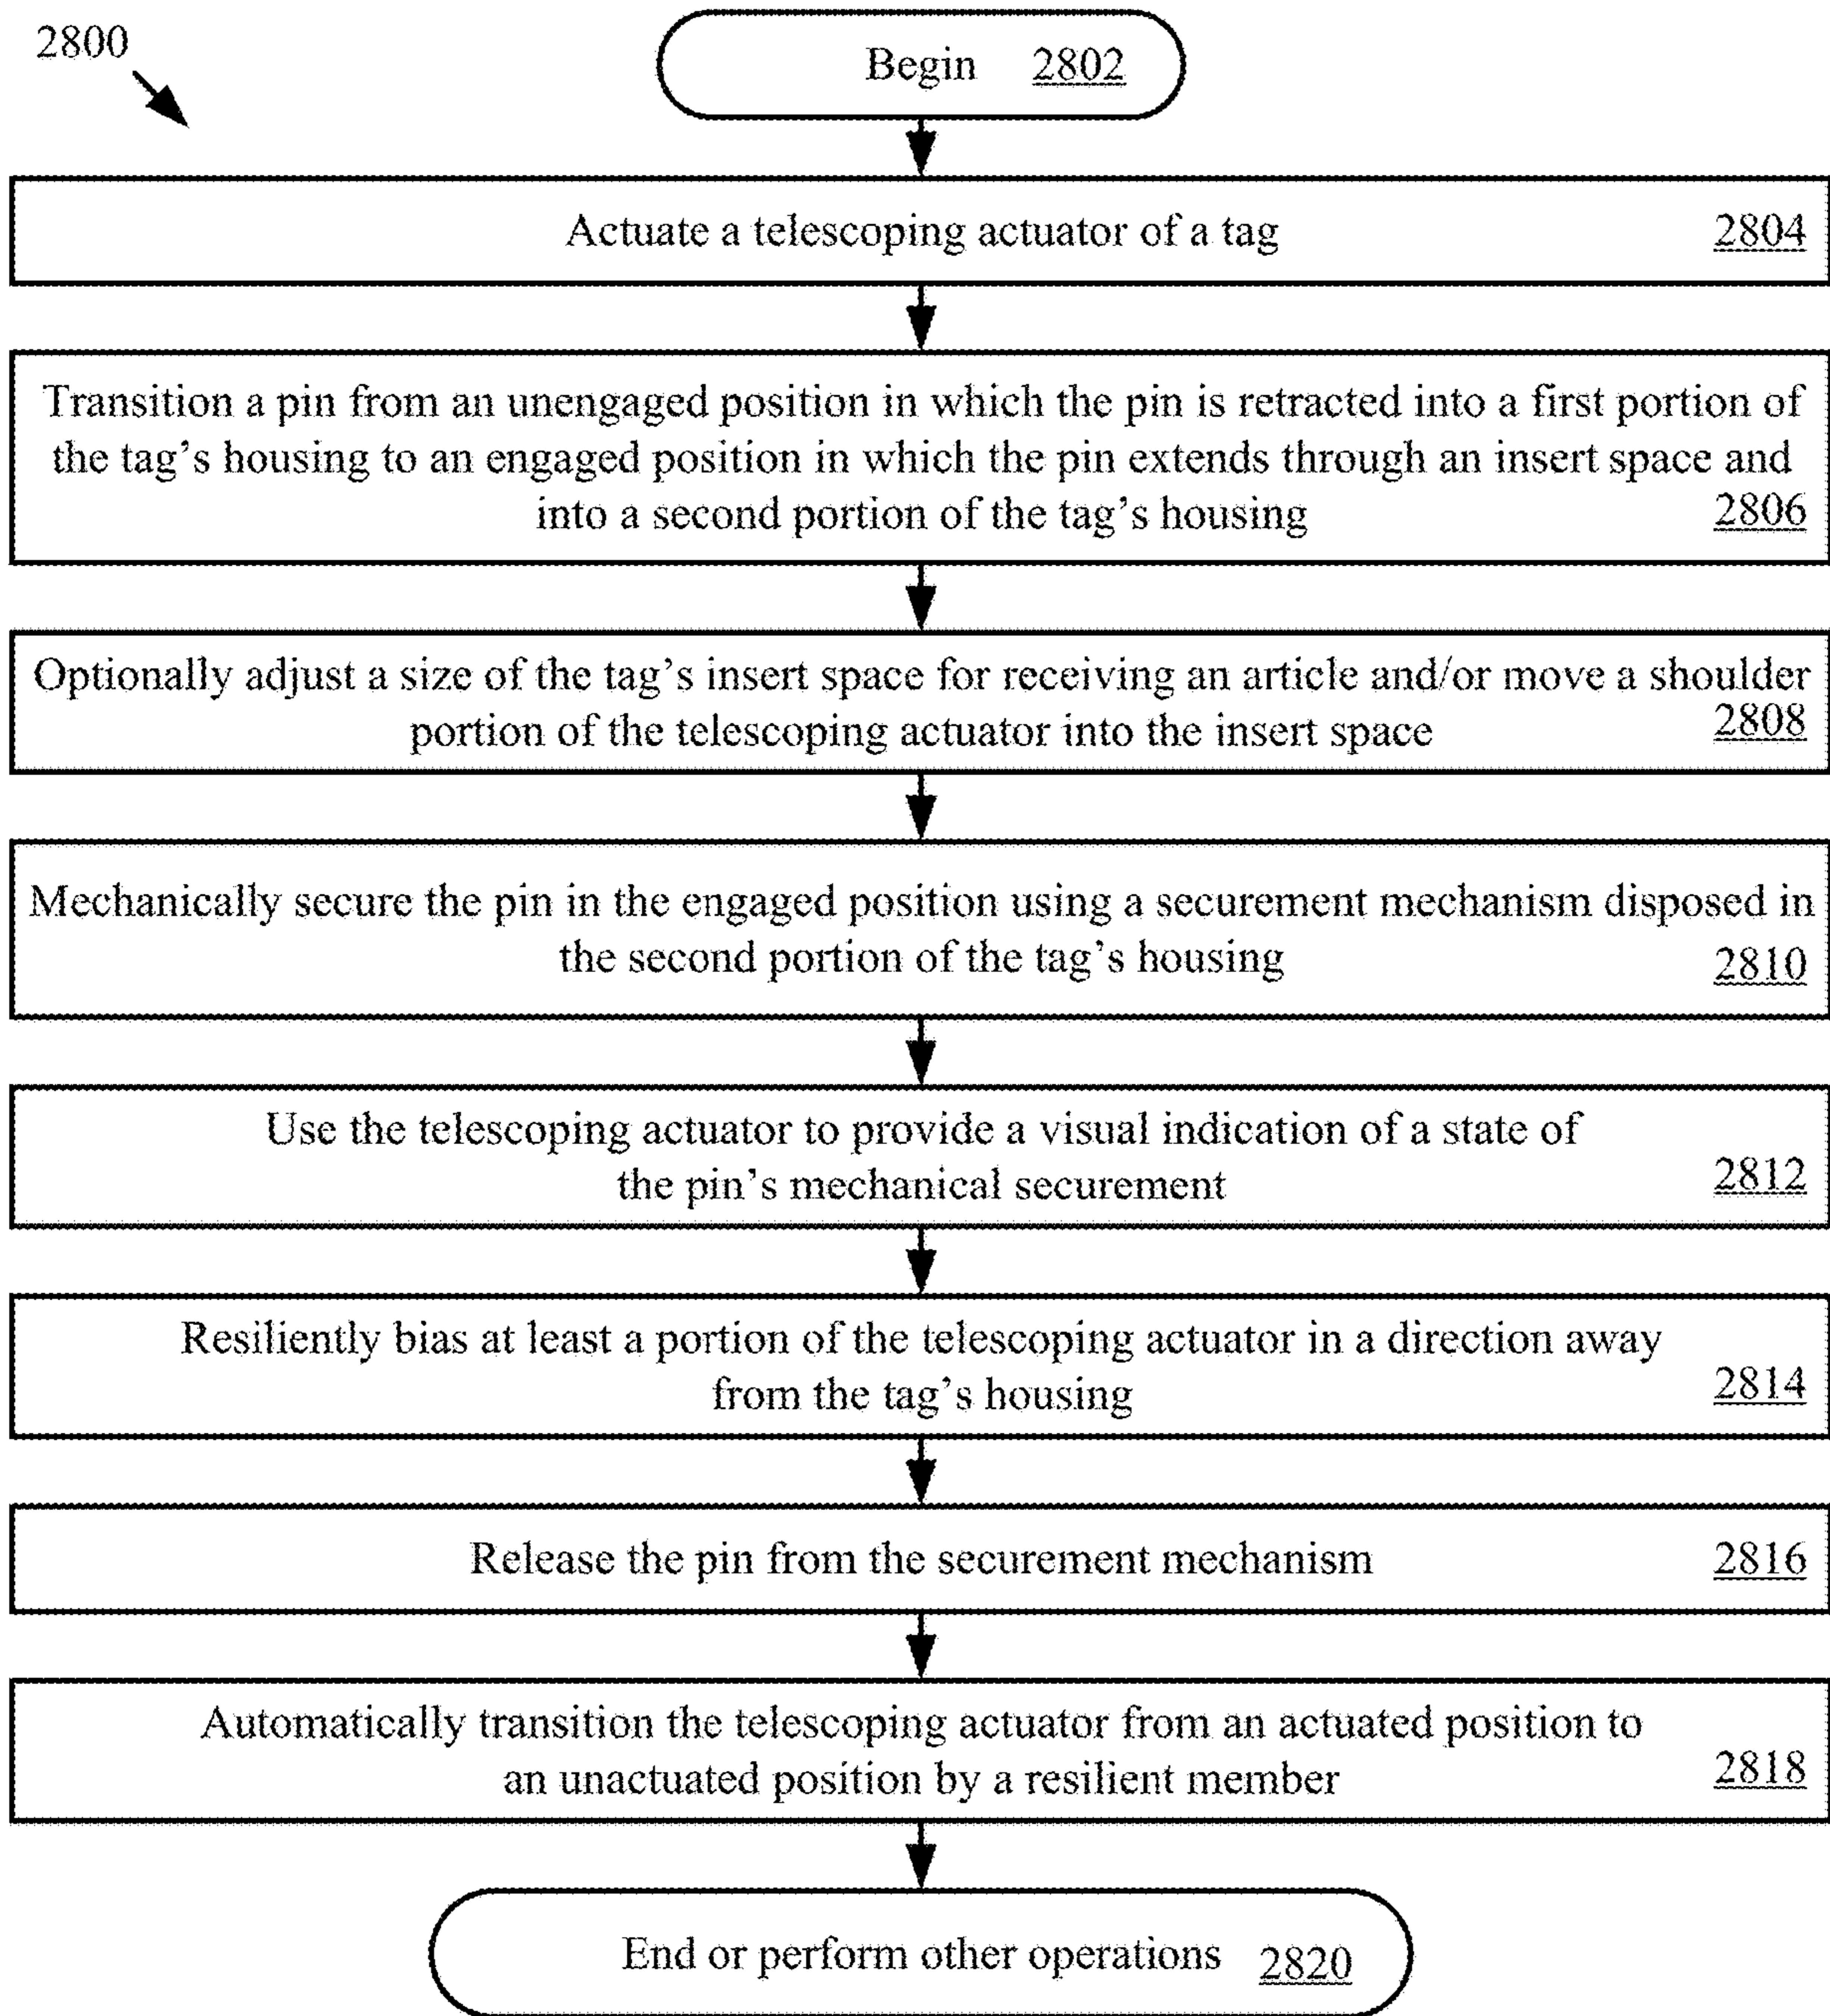 2800
Begin 2802
Actuate a telescoping actuator of a tag 2804
Transition a pin from an unengaged position in which the pin is retracted into a first portion of
the tag's housing to an engaged position in which the pin extends through an insert space and
into a second portion of the tag's housing 2806
Optionally adjust a size of the tag's insert space for receiving an article and/or move a shoulder
portion of the telescoping actuator into the insert space 2808
Mechanically secure the pin in the engaged position using a securement mechanism disposed in
the second portion of the tag's housing 2810
Use the telescoping actuator to provide a visual indication of a state of
the pin's mechanical securement 2812
Resiliently bias at least a portion of the telescoping actuator in a direction away
from the tag's housing 2814
Release the pin from the securement mechanism 2816
Automatically transition the telescoping actuator from an actuated position to
an unactuated position by a resilient member 2818
End or perform other operations 2820